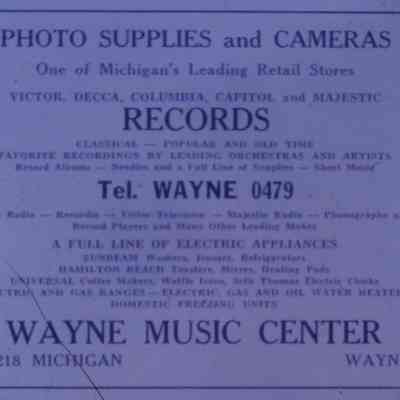 PHOTO SUPPLIES and CAMERAS
One of Michigan's Leading Retail Stores
VICTOR, DECCA, COLUMBIA, CAPITOL and MAJESTIC
RECORDS
CLASSICAL — POPULAR AND OLD TIME
FAVORITE RECORDINGS BY LEADING ORCHESTRAS AND ARTISTS
Record Albums — Needles and a Full Line of Supplies — Sheet Music
Tel. WAYNE 0479
Radio — Recordio — Victor Television — Majestic Radio — Phonographs
Record Players and Many Other Leading Makes
A FULL LINE OF ELECTRIC APPLIANCES
SUNBEAM Washers, Ironers, Refrigerators
HAMILTON BEACH Toasters, Mixers, Heating Pads
UNIVERSAL Coffee Makers, Waffle Irons, Seth Thomas Electric Clocks
CTRIC AND GAS RANGES — ELECTRIC, GAS AND OIL WATER HEATE
DOMESTIC FREEZING UNITS
WAYNE MUSIC CENTER
218 MICHIGAN WAYN